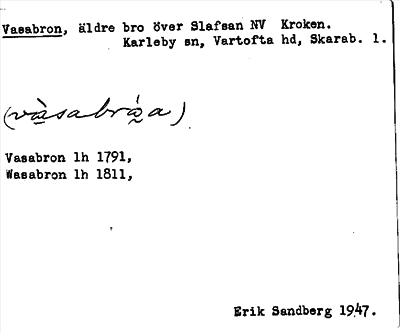 Vasabron, äldre bro över Slafsan NV Kroken.
Karleby sn, Vartofta hd, Skarab. l.
(vàsabróa)
Vasabron lh 1791,
Wasabron lh 1811,
Erik Sandberg 1947.